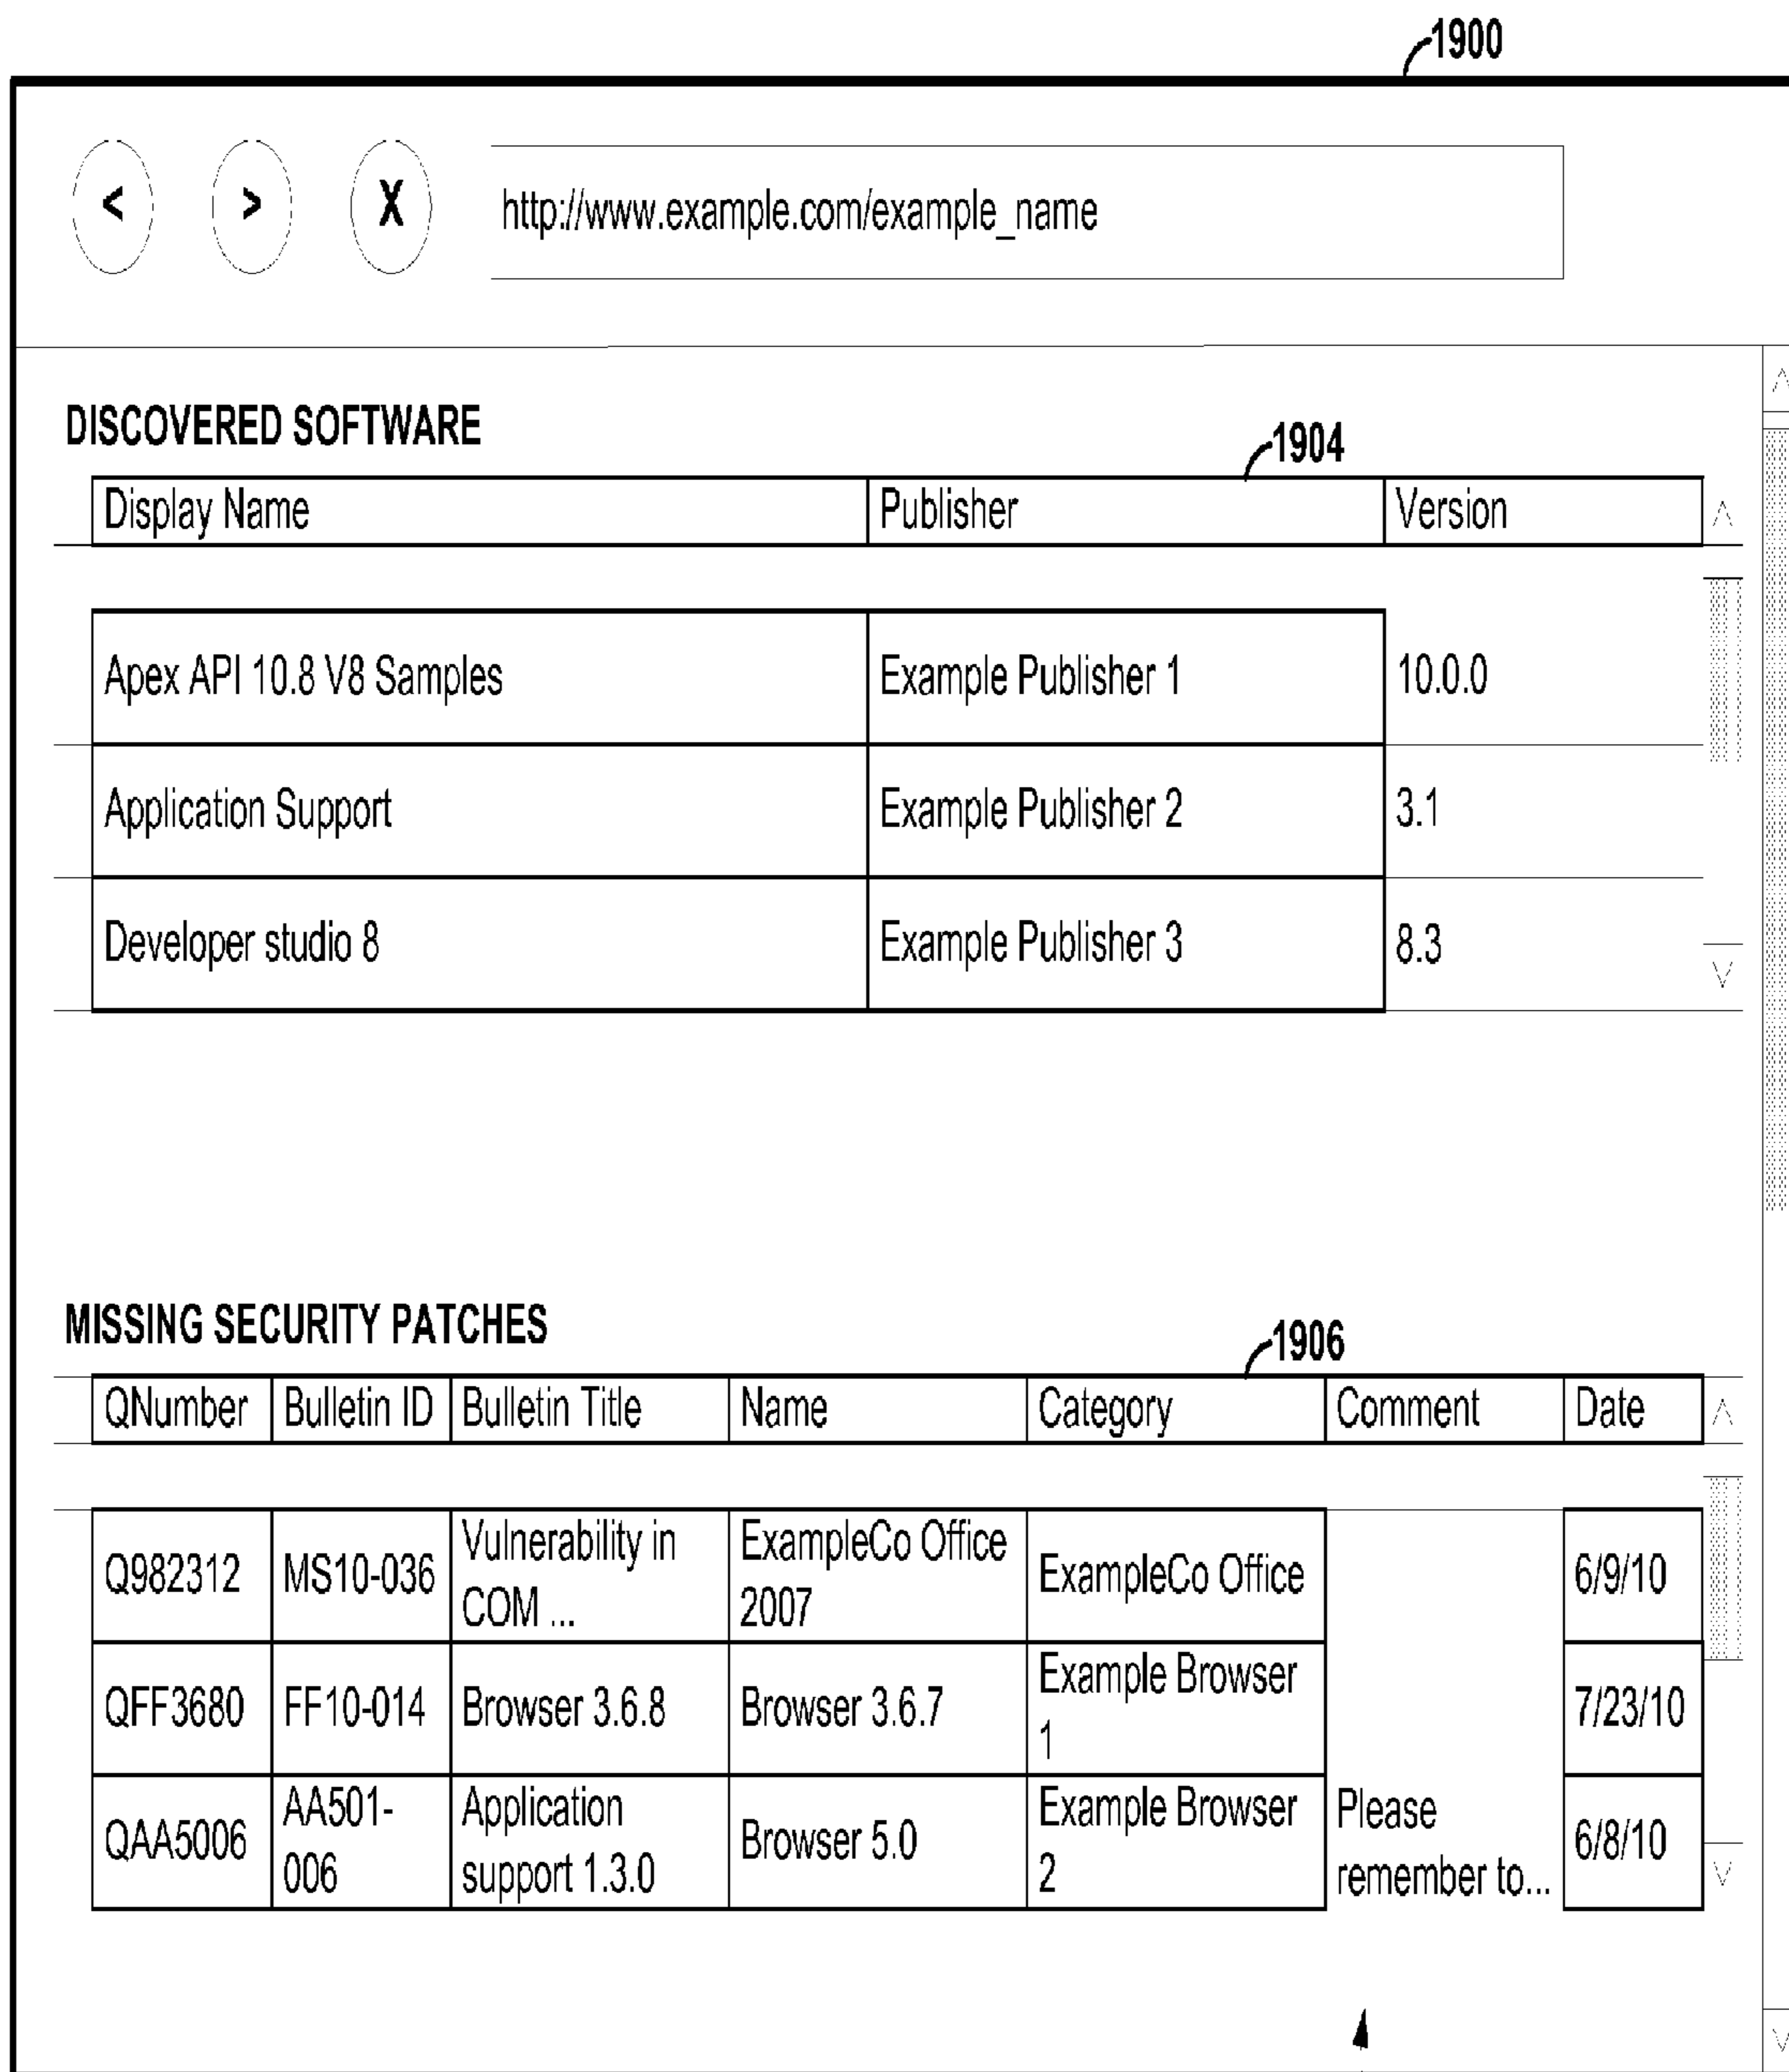 1900
< > X http://www.example.com/example_name
DISCOVERED SOFTWARE
1904
Display Name Publisher Version
Apex API 10.8 V8 Samples Example Publisher 1 10.0.0
Application Support Example Publisher 2 3.1
Developer studio 8 Example Publisher 3 8.3
MISSING SECURITY PATCHES
1906
QNumber Bulletin ID Bulletin Title Name Category Comment Date
Q982312 MS10-036 Vulnerability in COM ... ExampleCo Office 2007 ExampleCo Office 6/9/10
QFF3680 FF10-014 Browser 3.6.8 Browser 3.6.7 Example Browser 1 7/23/10
QAA5006 AA501-006 Application support 1.3.0 Browser 5.0 Example Browser 2 Please remember to... 6/8/10